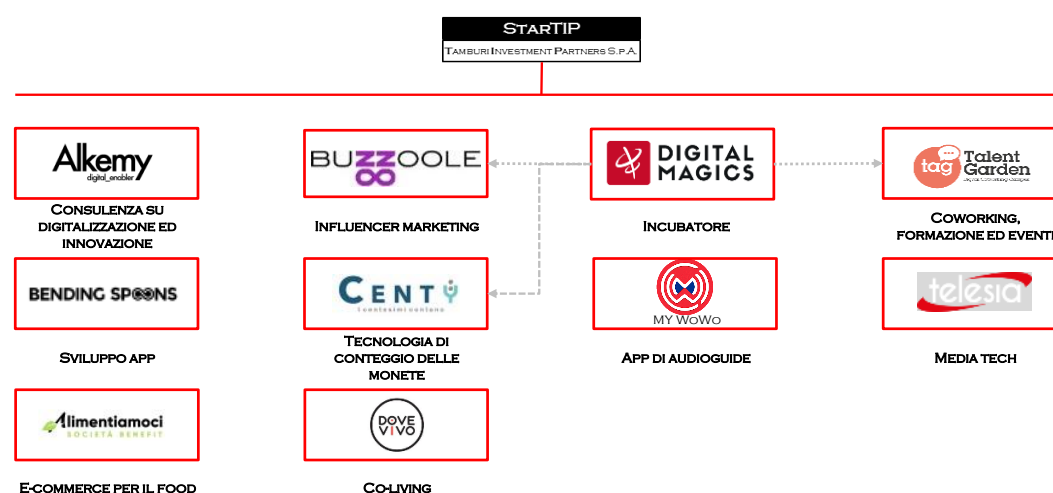 STARTIP
TAMBURI INVESTMENT PARTNERS S.P.A.
Alkemy
digital_enabler
CONSULENZA SU
DIGITALIZZAZIONE ED
INNOVAZIONE
BUZZOOLE
INFLUENCER MARKETING
DIGITAL
MAGICS
INCUBATORE
tag
Talent
Garden
COWORKING,
FORMAZIONE ED EVENTI
BENDING SPOONS
SVILUPPO APP
CENTY
I centesimi contano
TECNOLOGIA DI
CONTEGGIO DELLE
MONETE
MY WoWo
APP DI AUDIOGUIDE
telesia
MEDIA TECH
Alimentiamoci
SOCIETÀ BENEFIT
E-COMMERCE PER IL FOOD
DOVE
VIVO
CO-LIVING